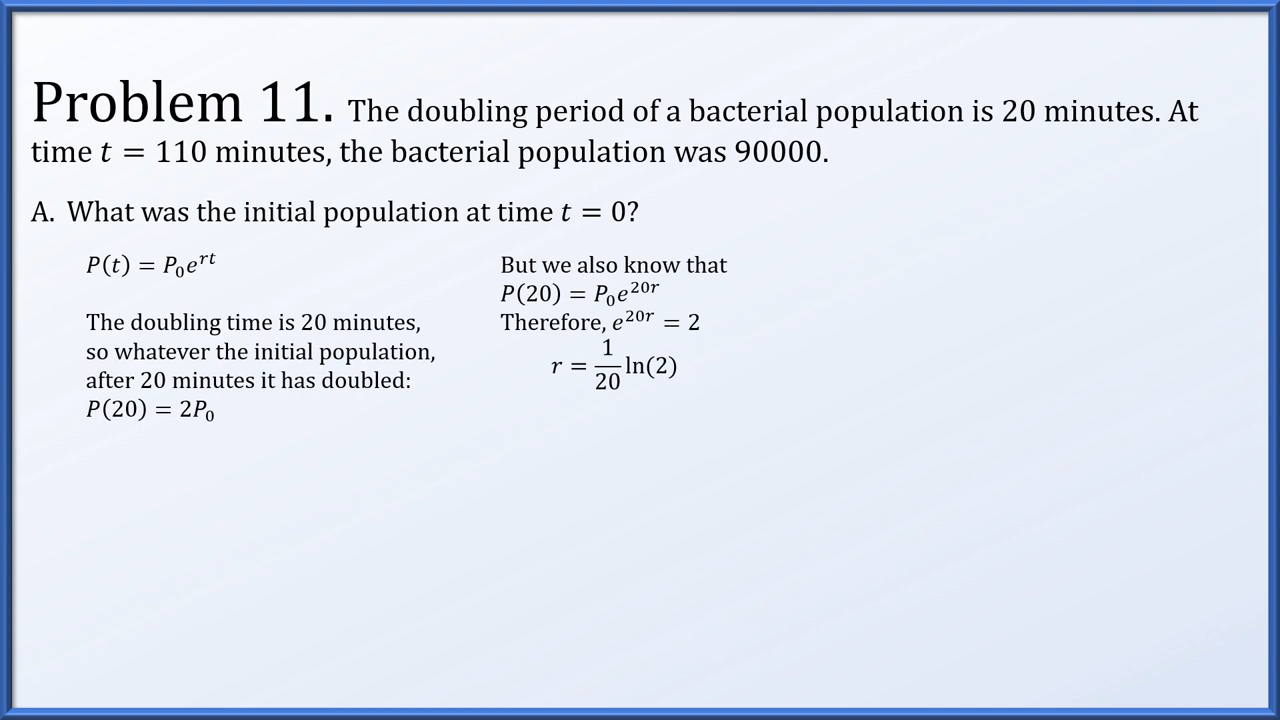 Problem 11. The doubling period of a bacterial population is 20 minutes. At
time t = 110 minutes, the bacterial population was 90000.
A. What was the initial population at time t = 0?
P(t) = P₀e^{rt}
The doubling time is 20 minutes,
so whatever the initial population,
after 20 minutes it has doubled:
P(20) = 2P₀
But we also know that
P(20) = P₀e^{20r}
Therefore, e^{20r} = 2
r = \frac{1}{20} ln(2)